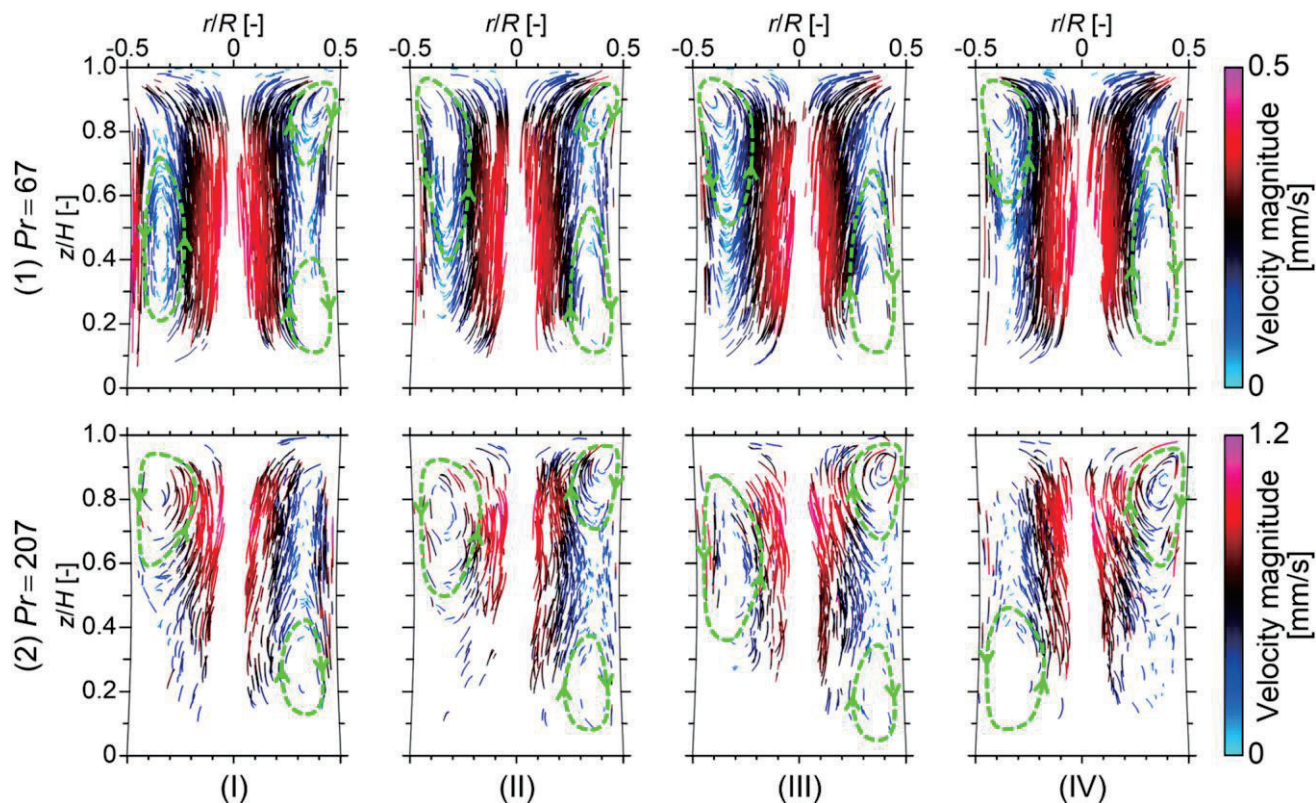 r/R [-] r/R [-] r/R [-] r/R [-]
-0.5 0 0.5 -0.5 0 0.5 -0.5 0 0.5 -0.5 0 0.5
1.0
0.8
0.6
0.4
0.2
0
z/H [-]
(1) Pr = 67
0.5
0
Velocity magnitude
[mm/s]
1.0
0.8
0.6
0.4
0.2
0
z/H [-]
(2) Pr = 207
1.2
0
Velocity magnitude
[mm/s]
(I) (II) (III) (IV)